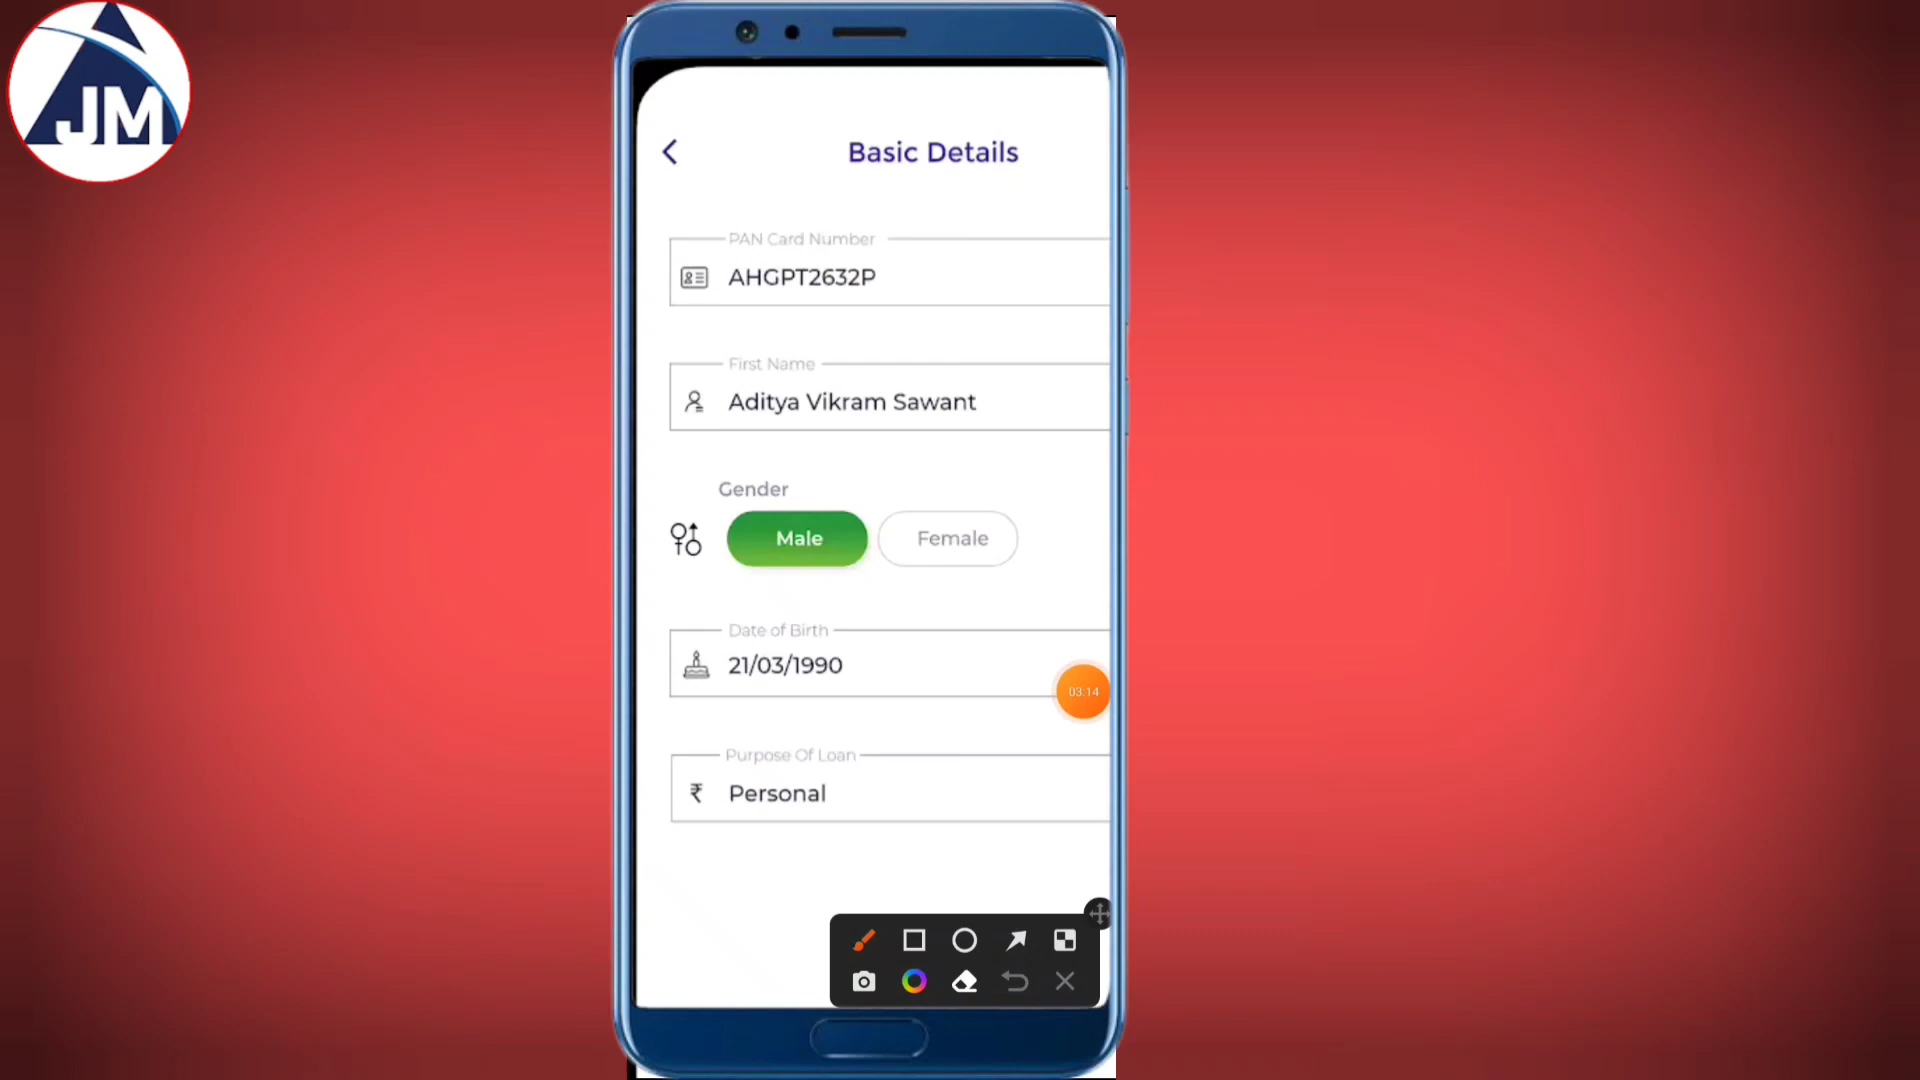 JM
Basic Details
PAN Card Number
AHGPT2632P
First Name
Aditya Vikram Sawant
Gender
Male
Female
Date of Birth
21/03/1990
03:14
Purpose Of Loan
₹ Personal